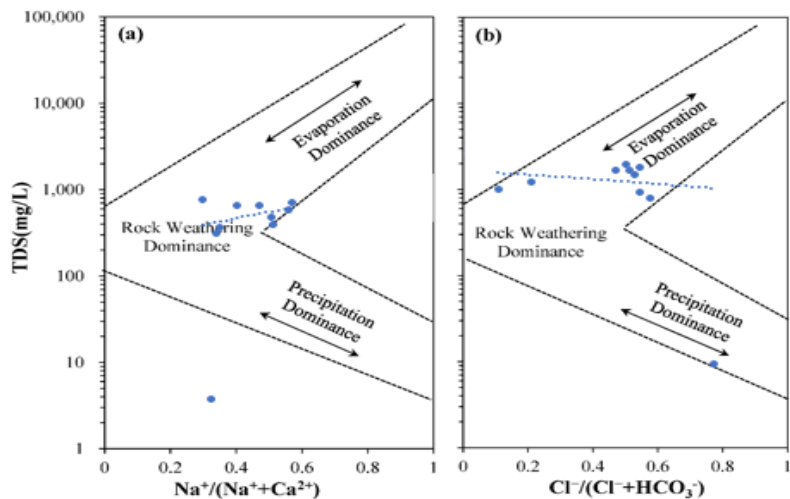 (a)
(b)
100,000
10,000
1,000
100
10
1
TDS(mg/L)
Evaporation
Dominance
Rock Weathering
Dominance
Precipitation
Dominance
0 0.2 0.4 0.6 0.8 1
Na⁺/(Na⁺+Ca²⁺)
Evaporation
Dominance
Rock Weathering
Dominance
Precipitation
Dominance
0 0.2 0.4 0.6 0.8 1
Cl⁻/(Cl⁻+HCO₃⁻)